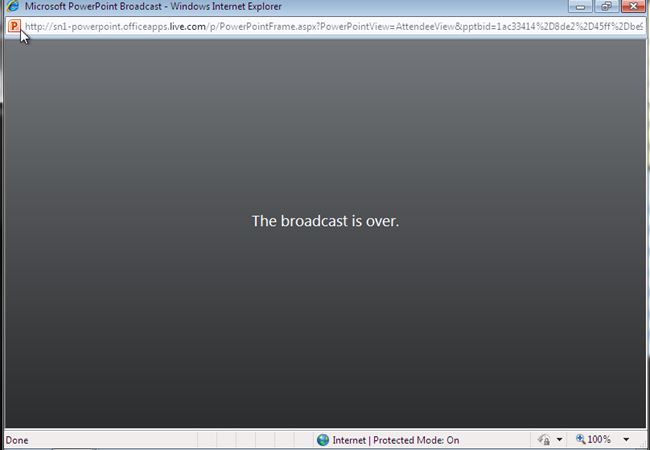 Microsoft PowerPoint Broadcast - Windows Internet Explorer
P http://sn1-powerpoint.officeapps.live.com/p/PowerPointFrame.aspx?PowerPointView=AttendeeView&pptbid=1ac33414%2D8de2%2D45ff%2Dbe
The broadcast is over.
Done Internet | Protected Mode: On 100%